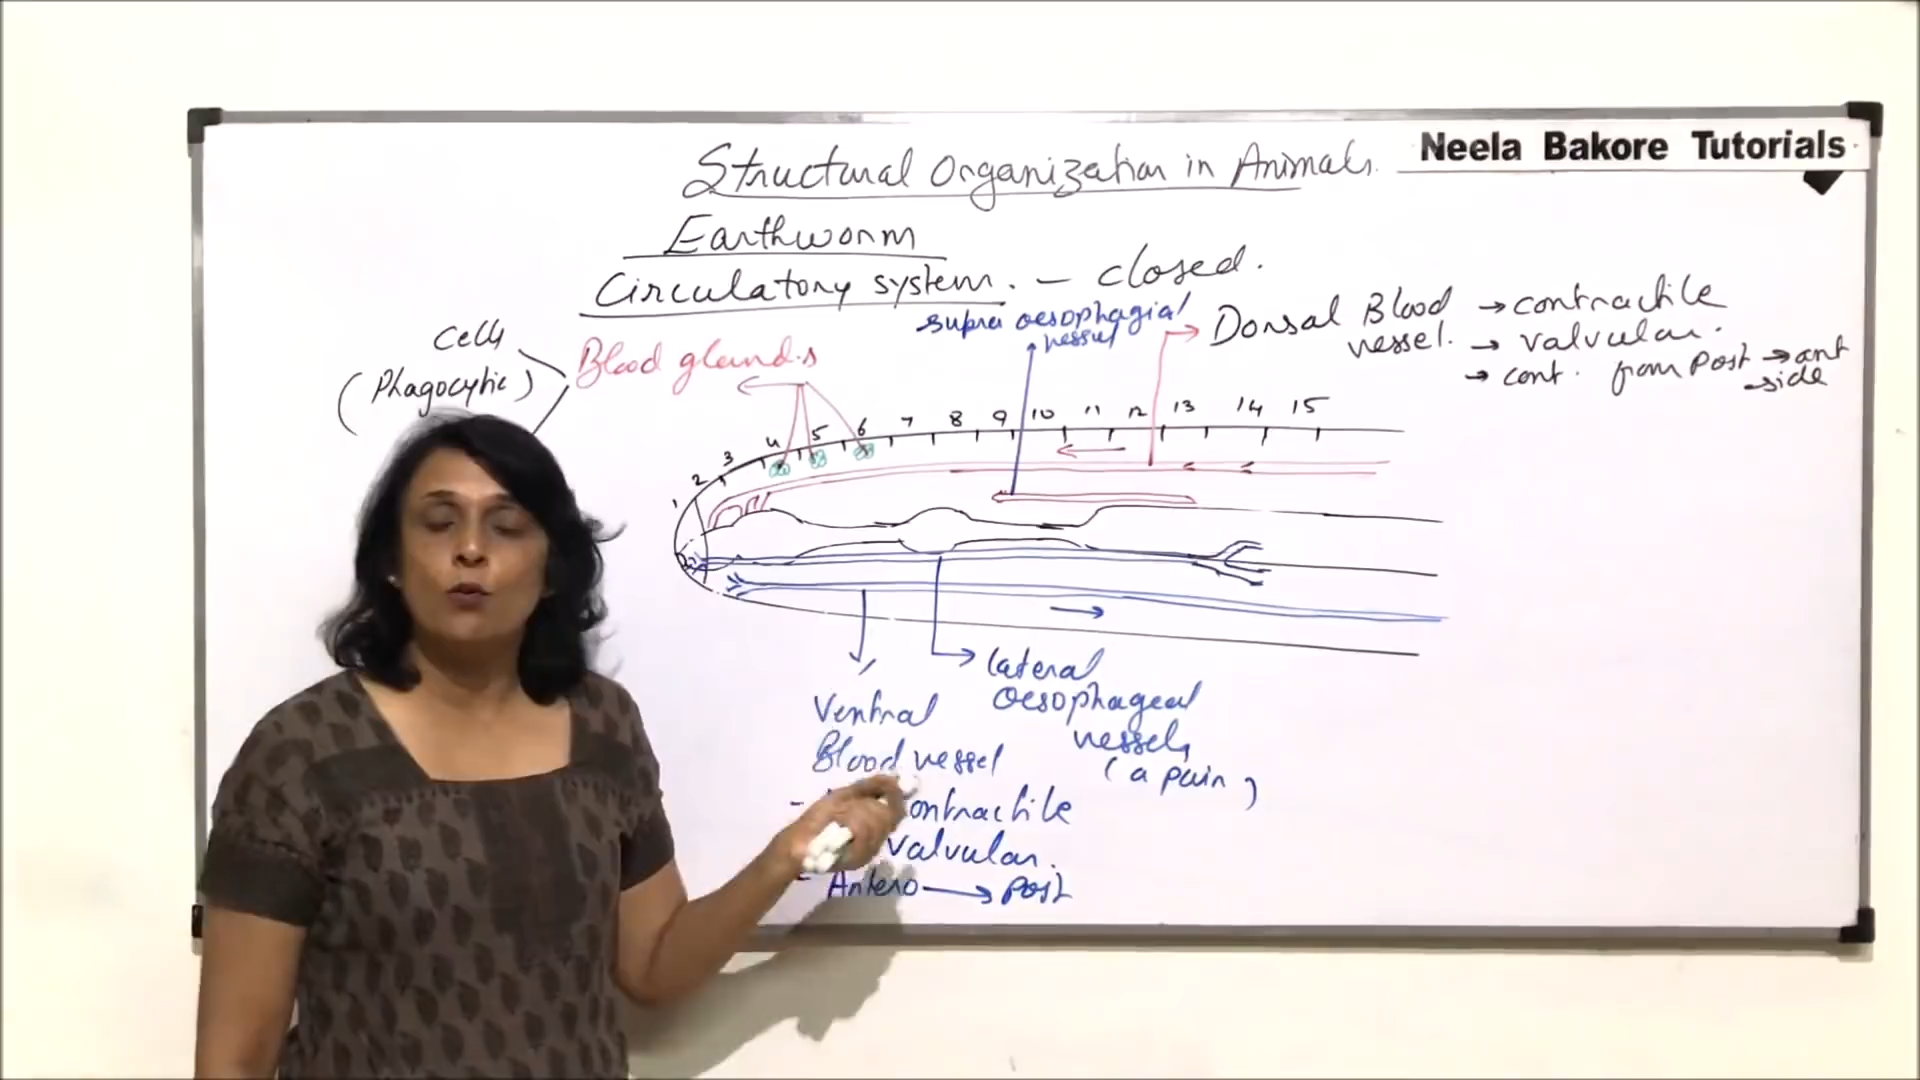 Neela Bakore Tutorials
Structural Organization in Animals.
Earthworm
Circulatory system. – closed.
supra oesophagial
vessel
Dorsal Blood
vessel.
→ contractile
→ valvular.
→ cont. from Post → ant
side
Cells
(Phagocytic)
Blood glands
1 2 3 4 5 6 7 8 9 10 11 12 13 14 15
lateral
oesophageal
vessels
(a pair)
Ventral
Blood vessel
ontractile
valvular.
Antero → Post